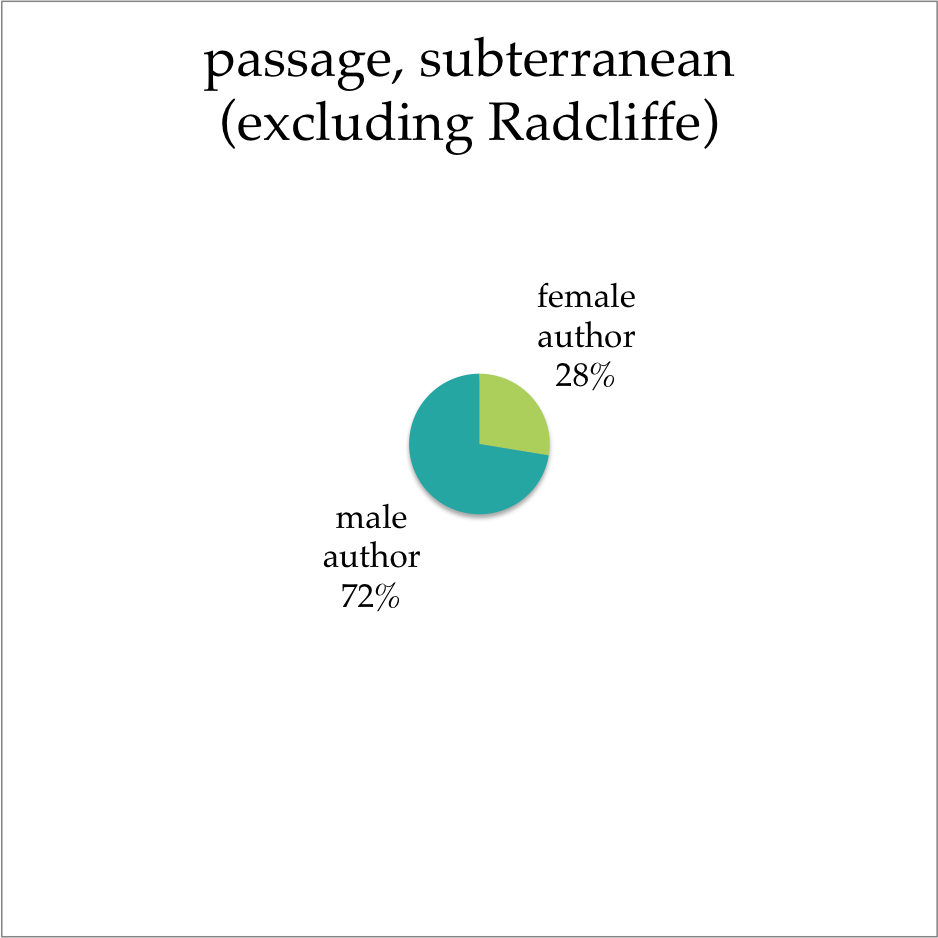 passage, subterranean
(excluding Radcliffe)
female
author
28%
male
author
72%